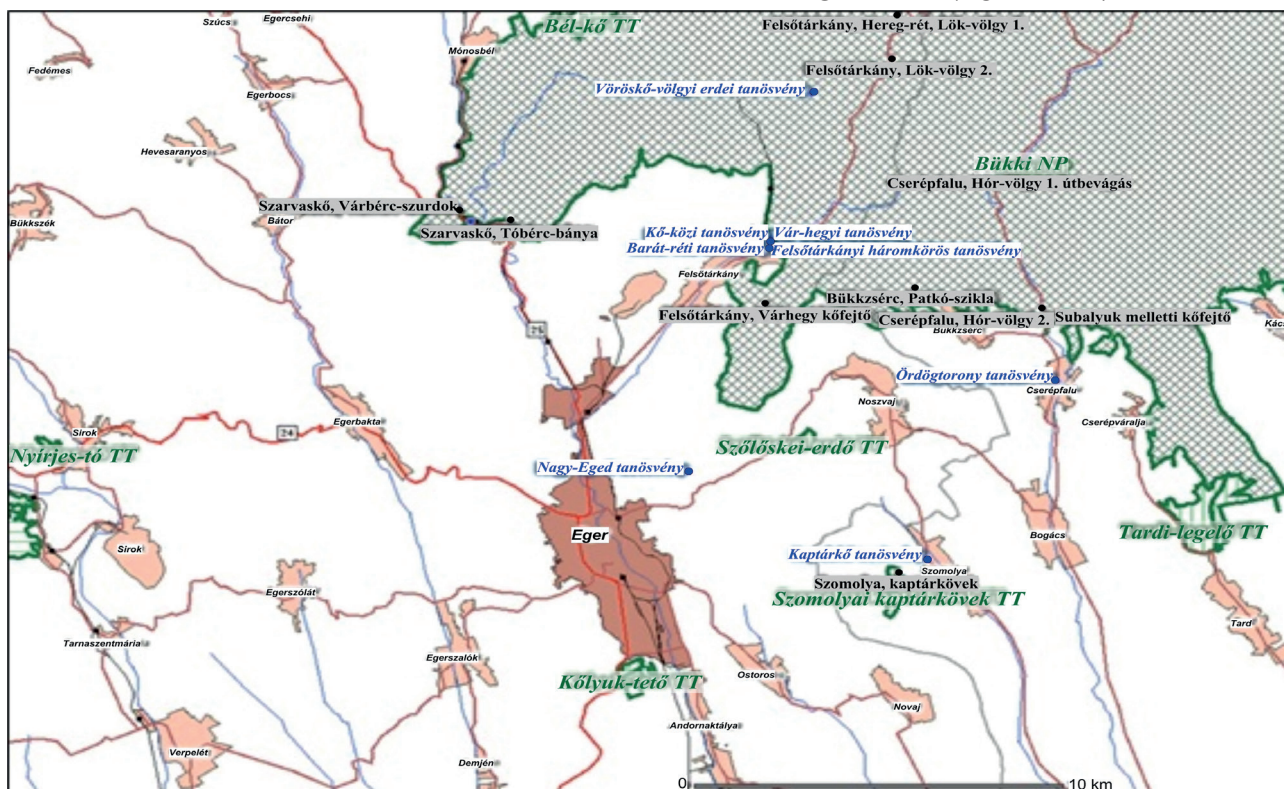 Szúcs
Egercsehi
Bél-kő TT
Mónosbél
Felsőtárkány, Hereg-rét, Lök-völgy 1.
Fedémes
Felsőtárkány, Lök-völgy 2.
Egerbocs
Vöröskő-völgyi erdei tanösvény
Hevesaranyos
Bükki NP
Cserépfalu, Hór-völgy 1. útbevágás
Bükkszék
Bátor
Szarvaskő, Várbérc-szurdok
Szarvaskő, Tóbérc-bánya
Kő-közi tanösvény
Vár-hegyi tanösvény
Barát-réti tanösvény
Felsőtárkányi háromkörös tanösvény
Felsőtárkány
Bükkzsérc, Patkó-szikla
Felsőtárkány, Várhegy kőfejtő
Cserépfalu, Hór-völgy 2.
Subalyuk melletti kőfejtő
Bükkzsérc
Kács
25
Ördögtorony tanösvény
Cserépfalu
Noszvaj
Cserépváralja
Sirok
24
Egerbakta
Nyírjes-tó TT
Szőlőskei-erdő TT
Nagy-Eged tanösvény
Eger
Sirok
Bogács
Tardi-legelő TT
Kaptárkő tanösvény
Szomolya
Szomolya, kaptárkövek
Szomolyai kaptárkövek TT
Egerszólát
Tard
Tarnaszentmária
Egerszalók
Ostoros
Kőlyuk-tető TT
Novaj
Andornaktálya
Verpelét
Demjén
0
10 km